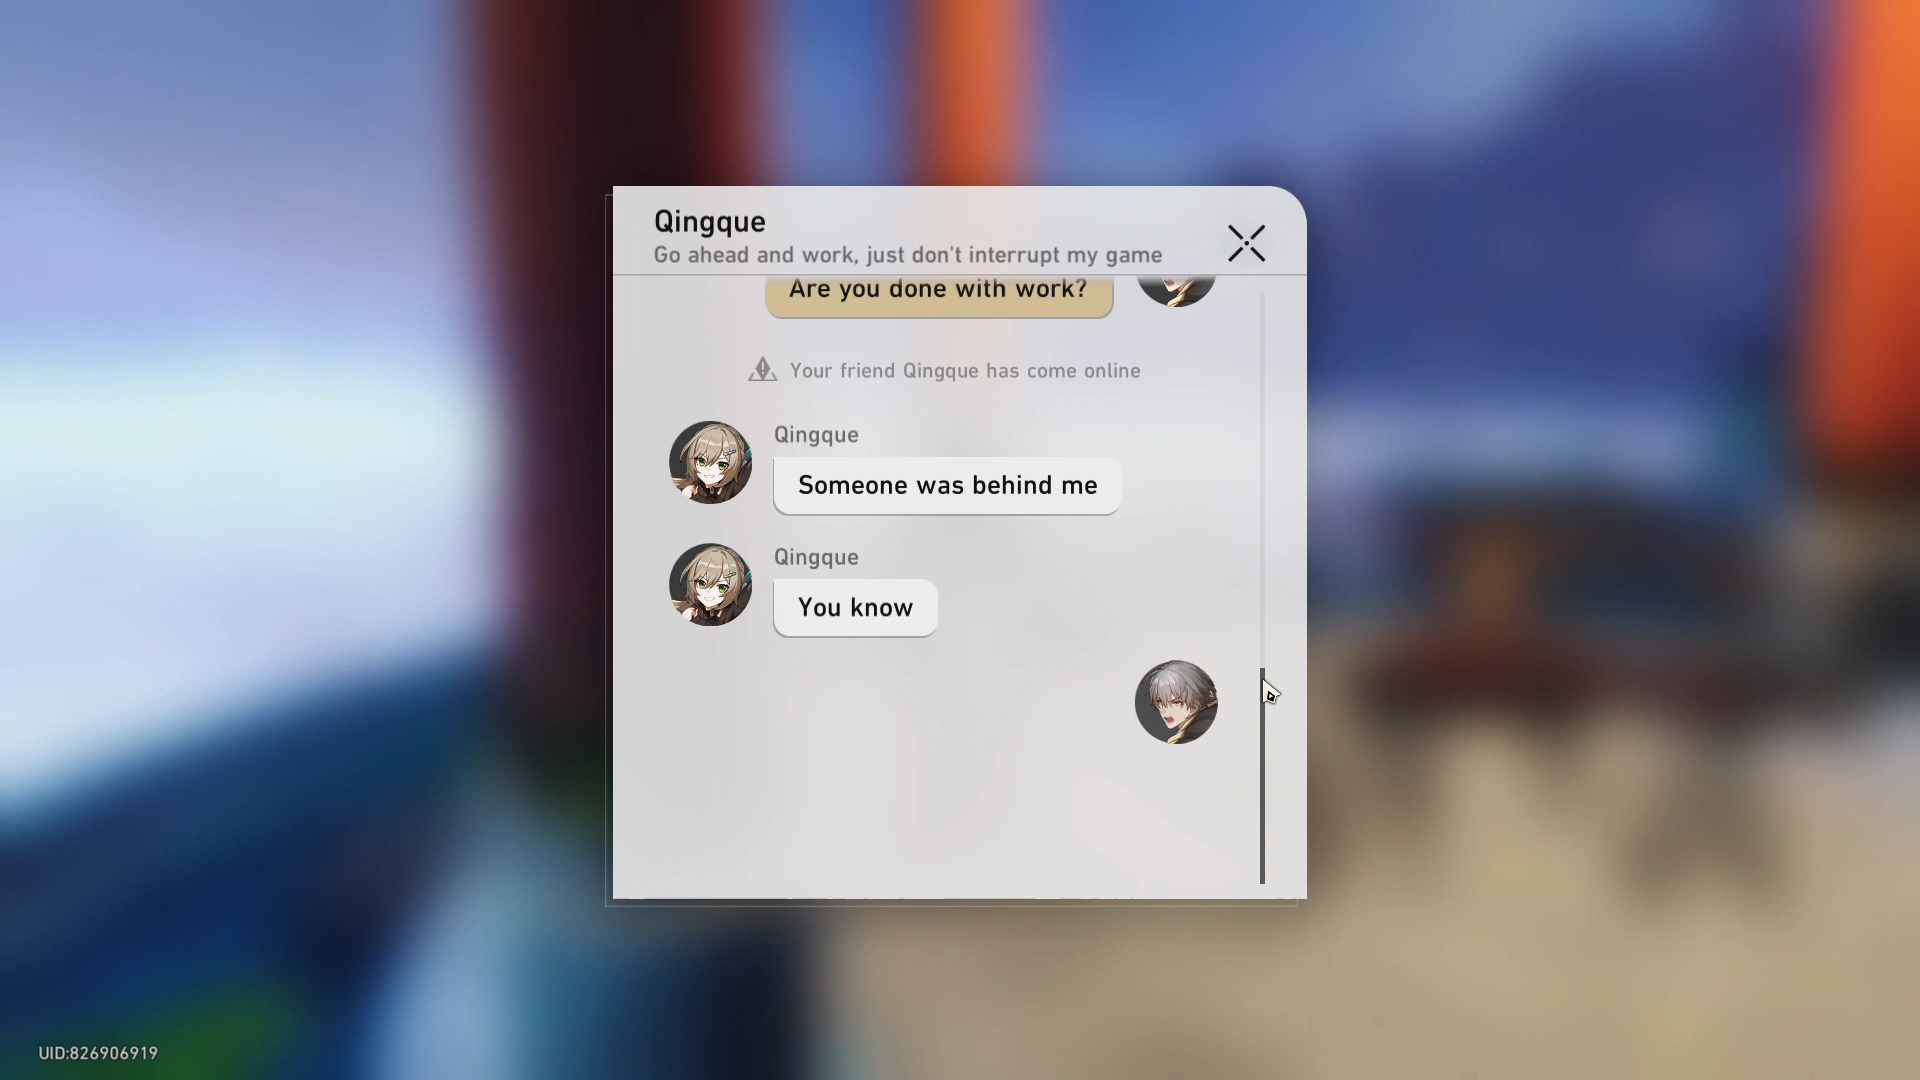 Qingque
Go ahead and work, just don't interrupt my game
Are you done with work?
Your friend Qingque has come online
Qingque
Someone was behind me
Qingque
You know
UID:826906919